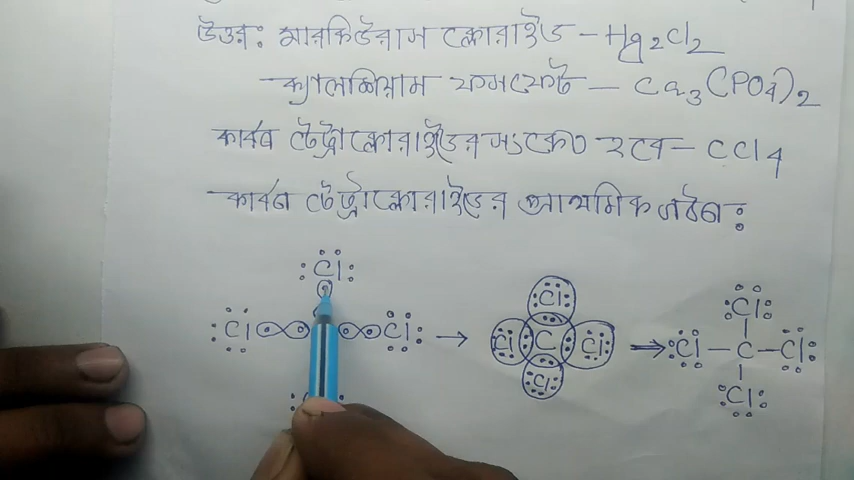 উত্তর: মারকিউরাস ক্লোরাইড – Hg₂Cl₂
ক্যালশিয়াম ফসফেট – Ca₃(PO₄)₂
কার্বন টেট্রাক্লোরাইডের সংকেত হবে – CCl₄
কার্বন টেট্রাক্লোরাইডের আণবিক গঠন:
Cl Cl Cl
Cl Cl → Cl C Cl ⇒ Cl – C – Cl
Cl Cl